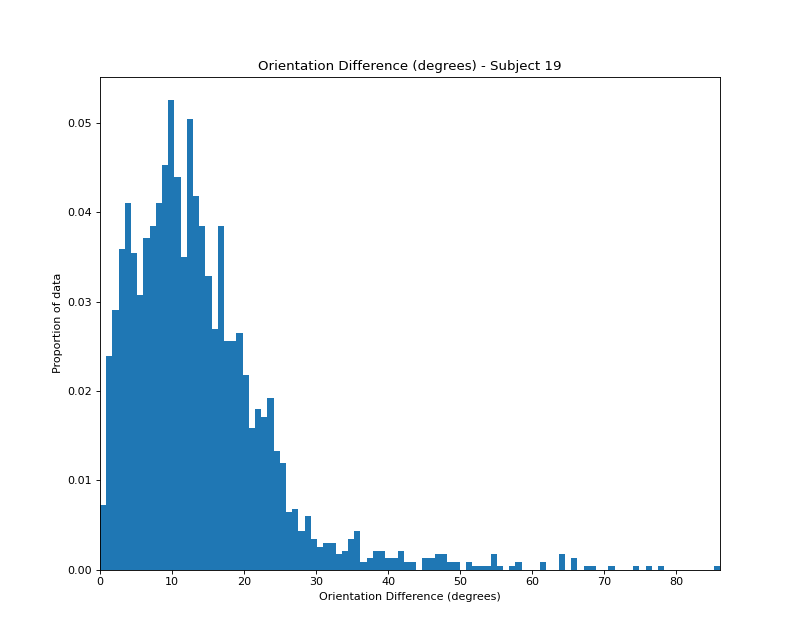 Orientation Difference (degrees) - Subject 19
0.05
0.04
0.03
0.02
0.01
0.00
Proportion of data
0 10 20 30 40 50 60 70 80
Orientation Difference (degrees)